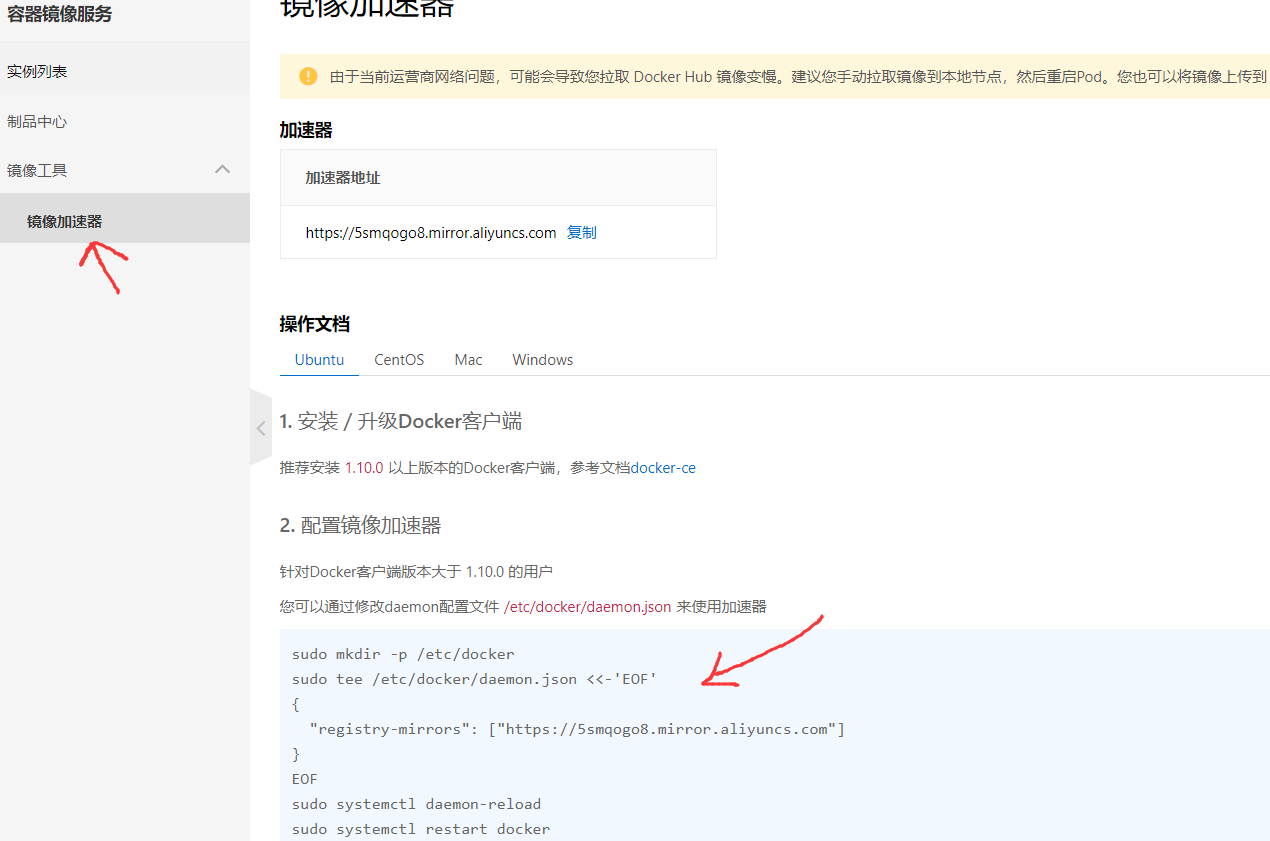 容器镜像服务
镜像加速器
实例列表
制品中心
镜像工具
镜像加速器
由于当前运营商网络问题，可能会导致您拉取 Docker Hub 镜像变慢。建议您手动拉取镜像到本地节点，然后重启Pod。您也可以将镜像上传到
加速器
加速器地址
https://5smqogo8.mirror.aliyuncs.com 复制
操作文档
Ubuntu CentOS Mac Windows
1. 安装 / 升级Docker客户端
推荐安装 1.10.0 以上版本的Docker客户端，参考文档docker-ce
2. 配置镜像加速器
针对Docker客户端版本大于 1.10.0 的用户
您可以通过修改daemon配置文件 /etc/docker/daemon.json 来使用加速器
sudo mkdir -p /etc/docker
sudo tee /etc/docker/daemon.json <<-'EOF'
{
  "registry-mirrors": ["https://5smqogo8.mirror.aliyuncs.com"]
}
EOF
sudo systemctl daemon-reload
sudo systemctl restart docker